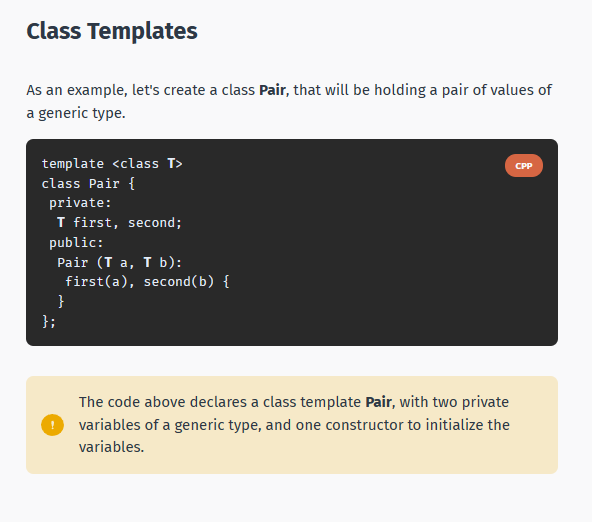 Class Templates
As an example, let's create a class Pair, that will be holding a pair of values of
a generic type.
CPP
template <class T>
class Pair {
 private:
  T first, second;
 public:
  Pair (T a, T b):
   first(a), second(b) {
  }
};
!
The code above declares a class template Pair, with two private
variables of a generic type, and one constructor to initialize the
variables.